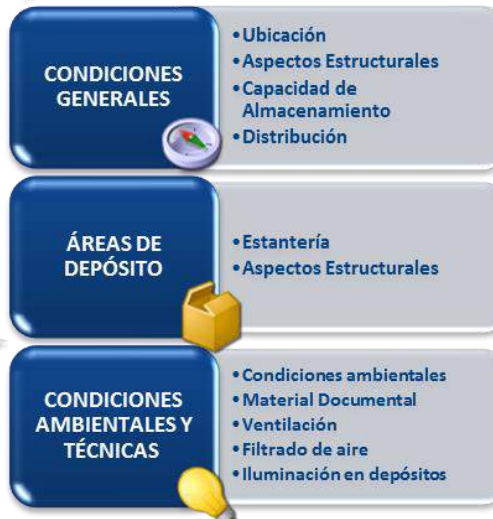 CONDICIONES
GENERALES
•Ubicación
•Aspectos Estructurales
•Capacidad de
Almacenamiento
•Distribución
ÁREAS DE
DEPÓSITO
•Estantería
•Aspectos Estructurales
CONDICIONES
AMBIENTALES Y
TÉCNICAS
•Condiciones ambientales
•Material Documental
•Ventilación
•Filtrado de aire
•Iluminación en depósitos